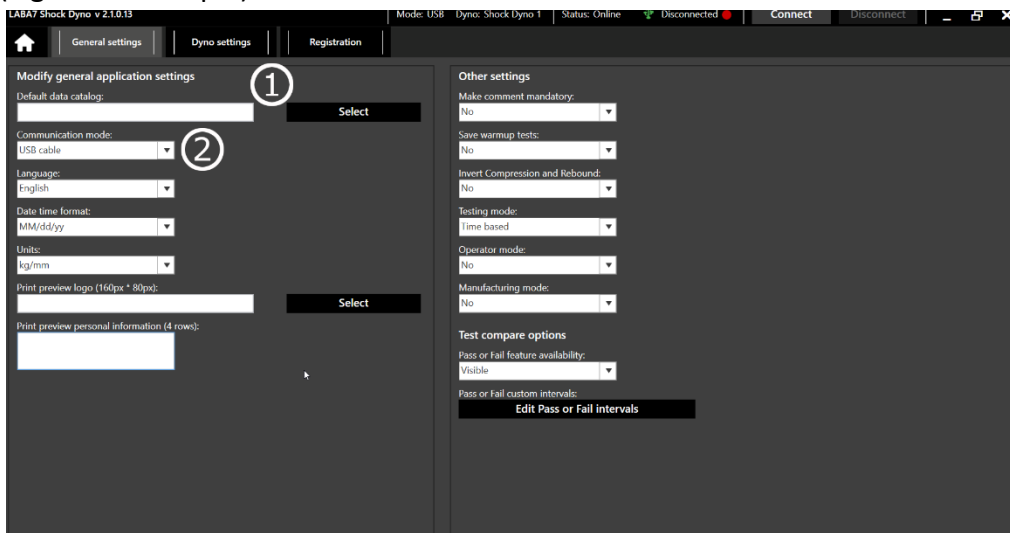 LABA7 Shock Dyno v 2.1.0.13 Mode: USB Dyno: Shock Dyno 1 Status: Online Disconnected Connect Disconnect
General settings Dyno settings Registration
Modify general application settings
1
Default data catalog:
Select
Communication mode:
USB cable
2
Language:
English
Date time format:
MM/dd/yy
Units:
kg/mm
Print preview logo (160px * 80px):
Select
Print preview personal information (4 rows):
Other settings
Make comment mandatory:
No
Save warmup tests:
No
Invert Compression and Rebound:
No
Testing mode:
Time based
Operator mode:
No
Manufacturing mode:
No
Test compare options
Pass or Fail feature availability:
Visible
Pass or Fail custom intervals:
Edit Pass or Fail intervals